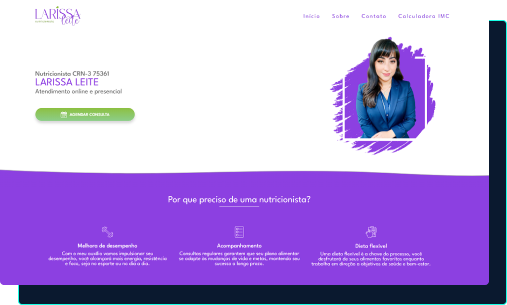 LARISSA
leite
Início Sobre Contato Calculadora IMC
Nutricionista CRN-3 75361
LARISSA LEITE
Atendimento online e presencial
AGENDAR CONSULTA
Por que preciso de uma nutricionista?
Melhora de desempenho
Com o meu auxílio vamos impulsionar seu
desempenho, você alcançará mais energia, resistência
e foco, seja no esporte ou no dia a dia.
Acompanhamento
Consultas regulares garantem que seu plano alimentar
se adapte às mudanças de vida e metas, mantendo seu
sucesso a longo prazo.
Dieta flexível
Uma dieta flexível é a chave do processo, você
desfrutará de seus alimentos favoritos enquanto
trabalha em direção a objetivos de saúde e bem-estar.